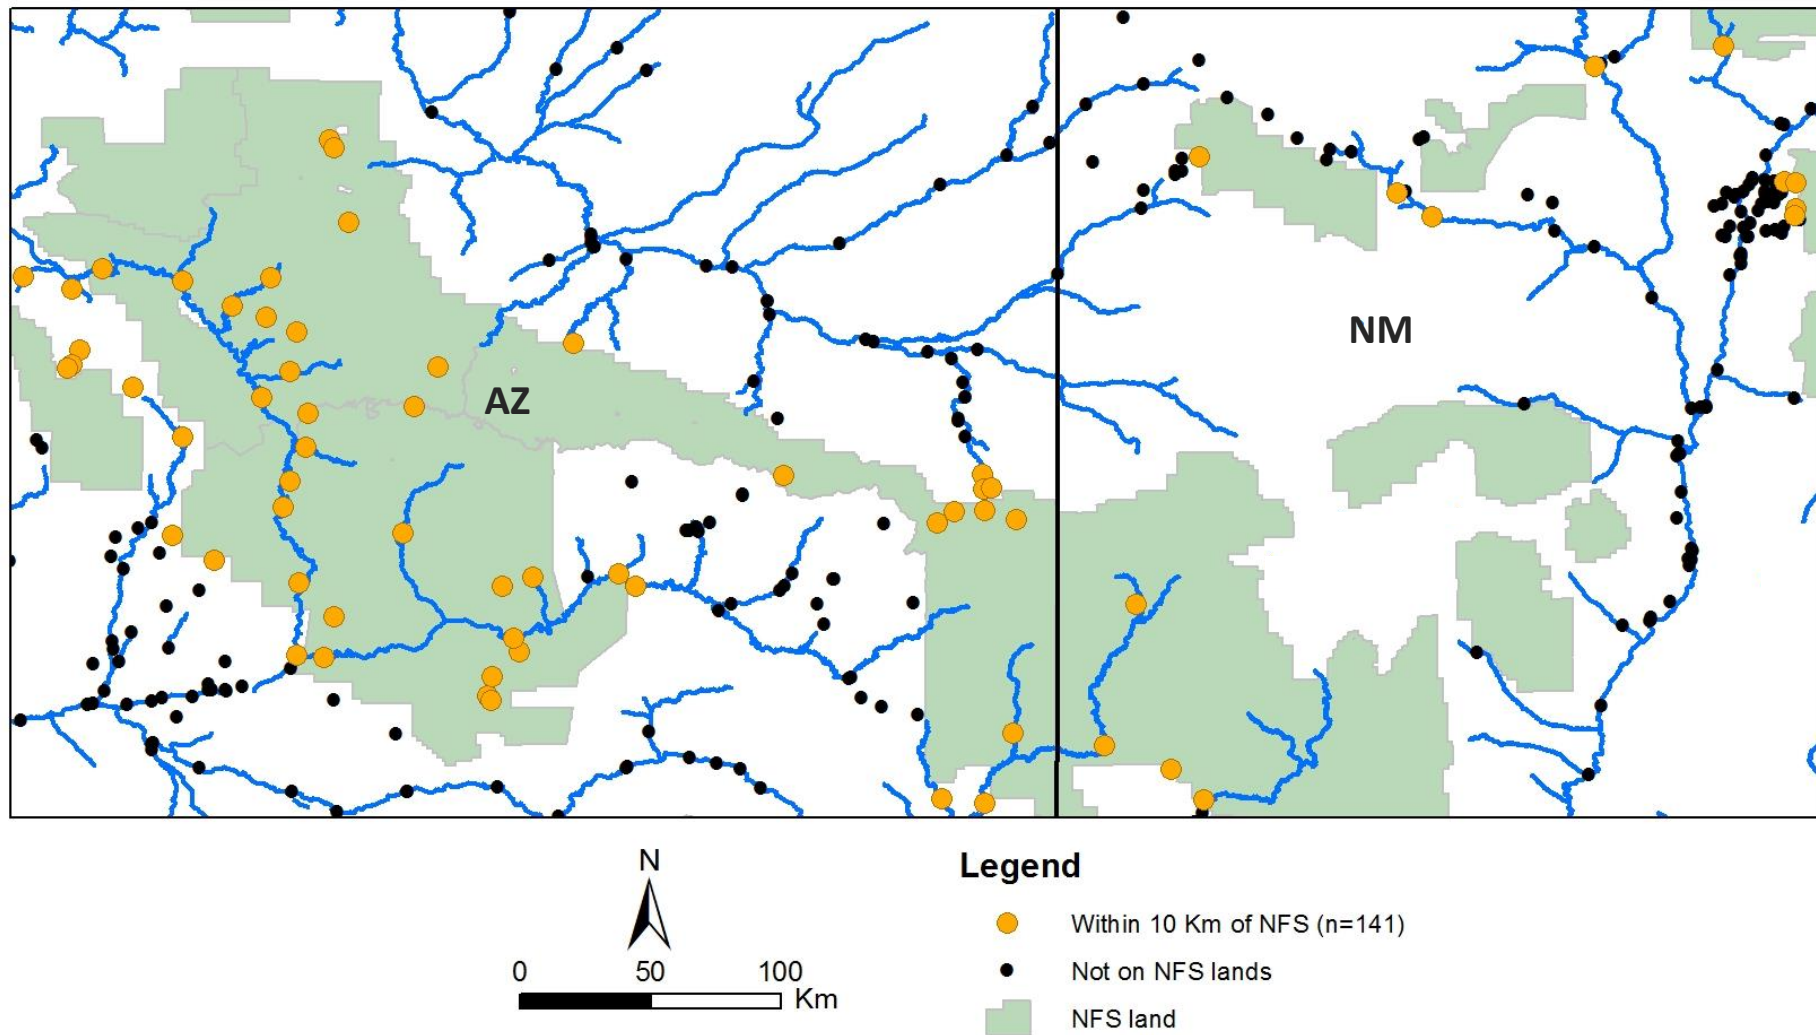 NM
AZ
N
Legend
Within 10 Km of NFS (n=141)
0 50 100
Not on NFS lands
Km
NFS land